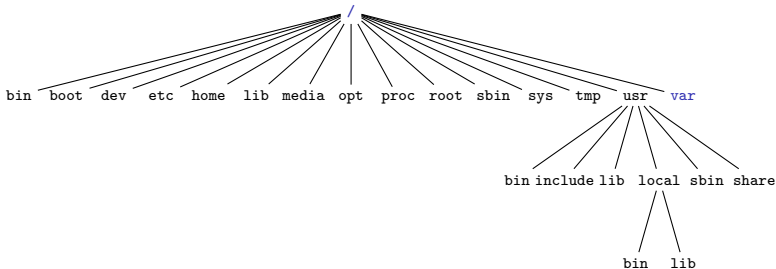 /
bin boot dev etc home lib media opt proc root sbin sys tmp usr var
bin include lib local sbin share
bin lib